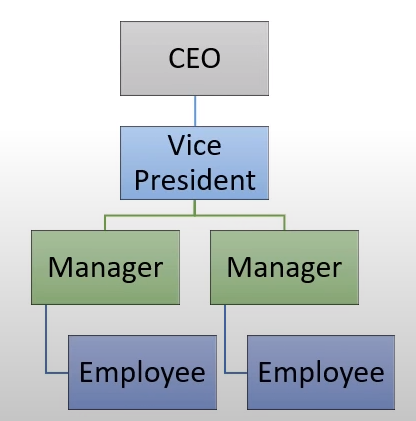 CEO
Vice
President
Manager
Manager
Employee
Employee